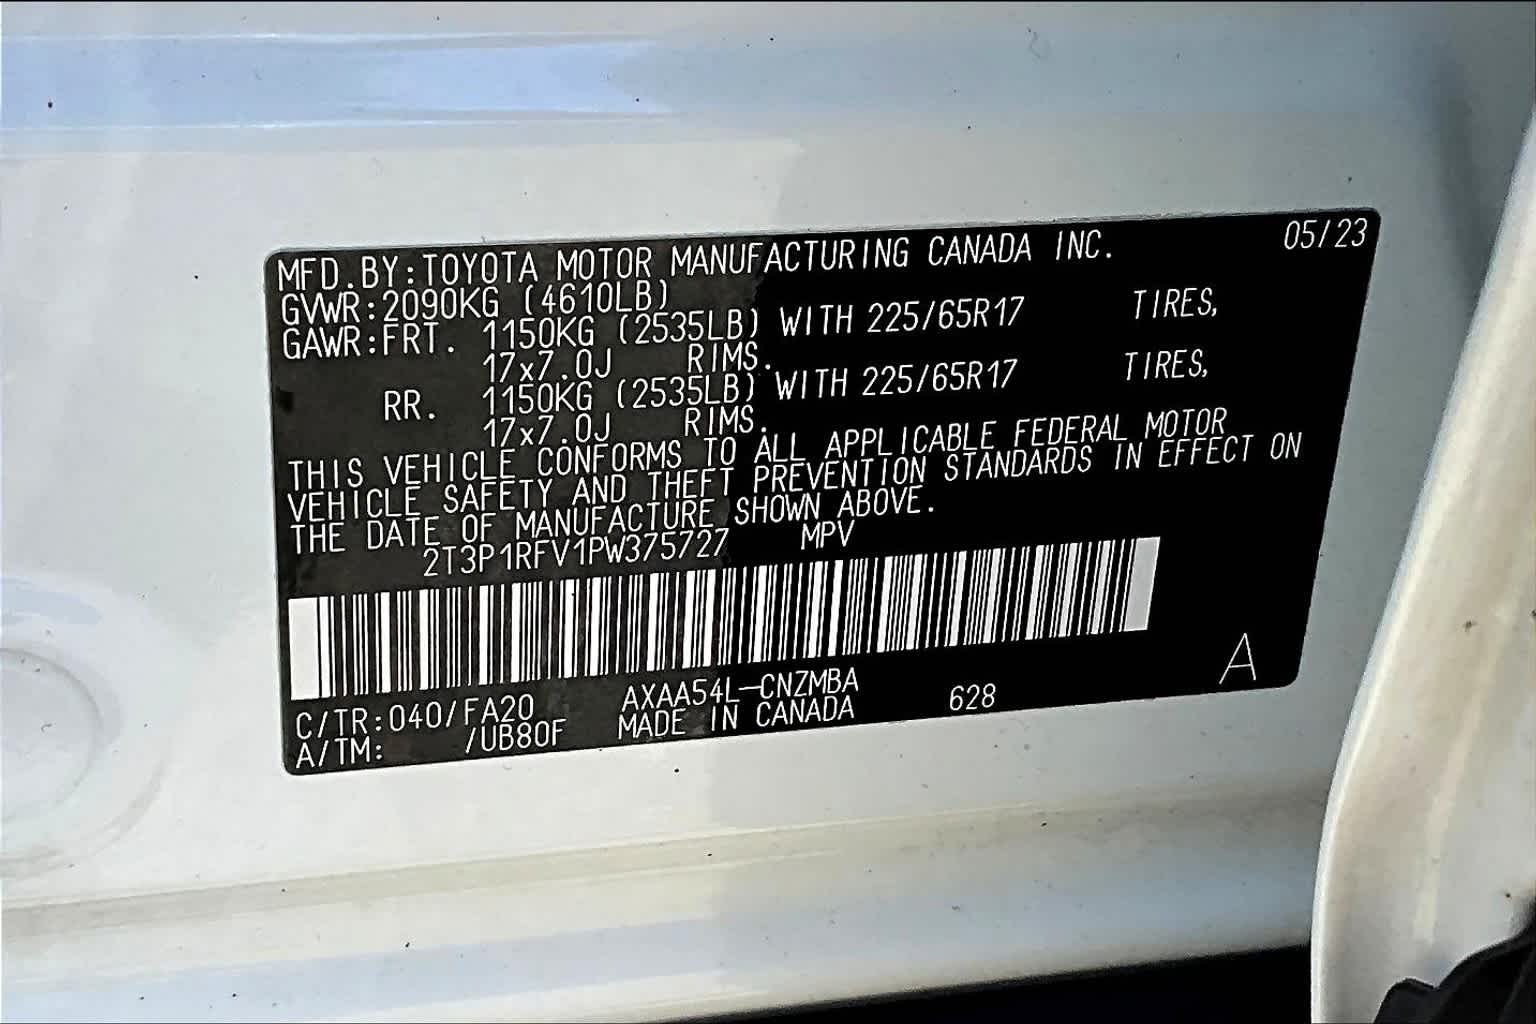 MFD.BY:TOYOTA MOTOR MANUFACTURING CANADA INC. 05/23
GVWR:2090KG (4610LB)
GAWR:FRT. 1150KG (2535LB) WITH 225/65R17 TIRES,
17x7.0J RIMS.
RR. 1150KG (2535LB) WITH 225/65R17 TIRES,
17x7.0J RIMS.
THIS VEHICLE CONFORMS TO ALL APPLICABLE FEDERAL MOTOR
VEHICLE SAFETY AND THEFT PREVENTION STANDARDS IN EFFECT ON
THE DATE OF MANUFACTURE SHOWN ABOVE.
2T3P1RFV1PW375727 MPV
C/TR:040/FA20 AXAA54L-CNZMBA 628 A
A/TM: /UB80F MADE IN CANADA